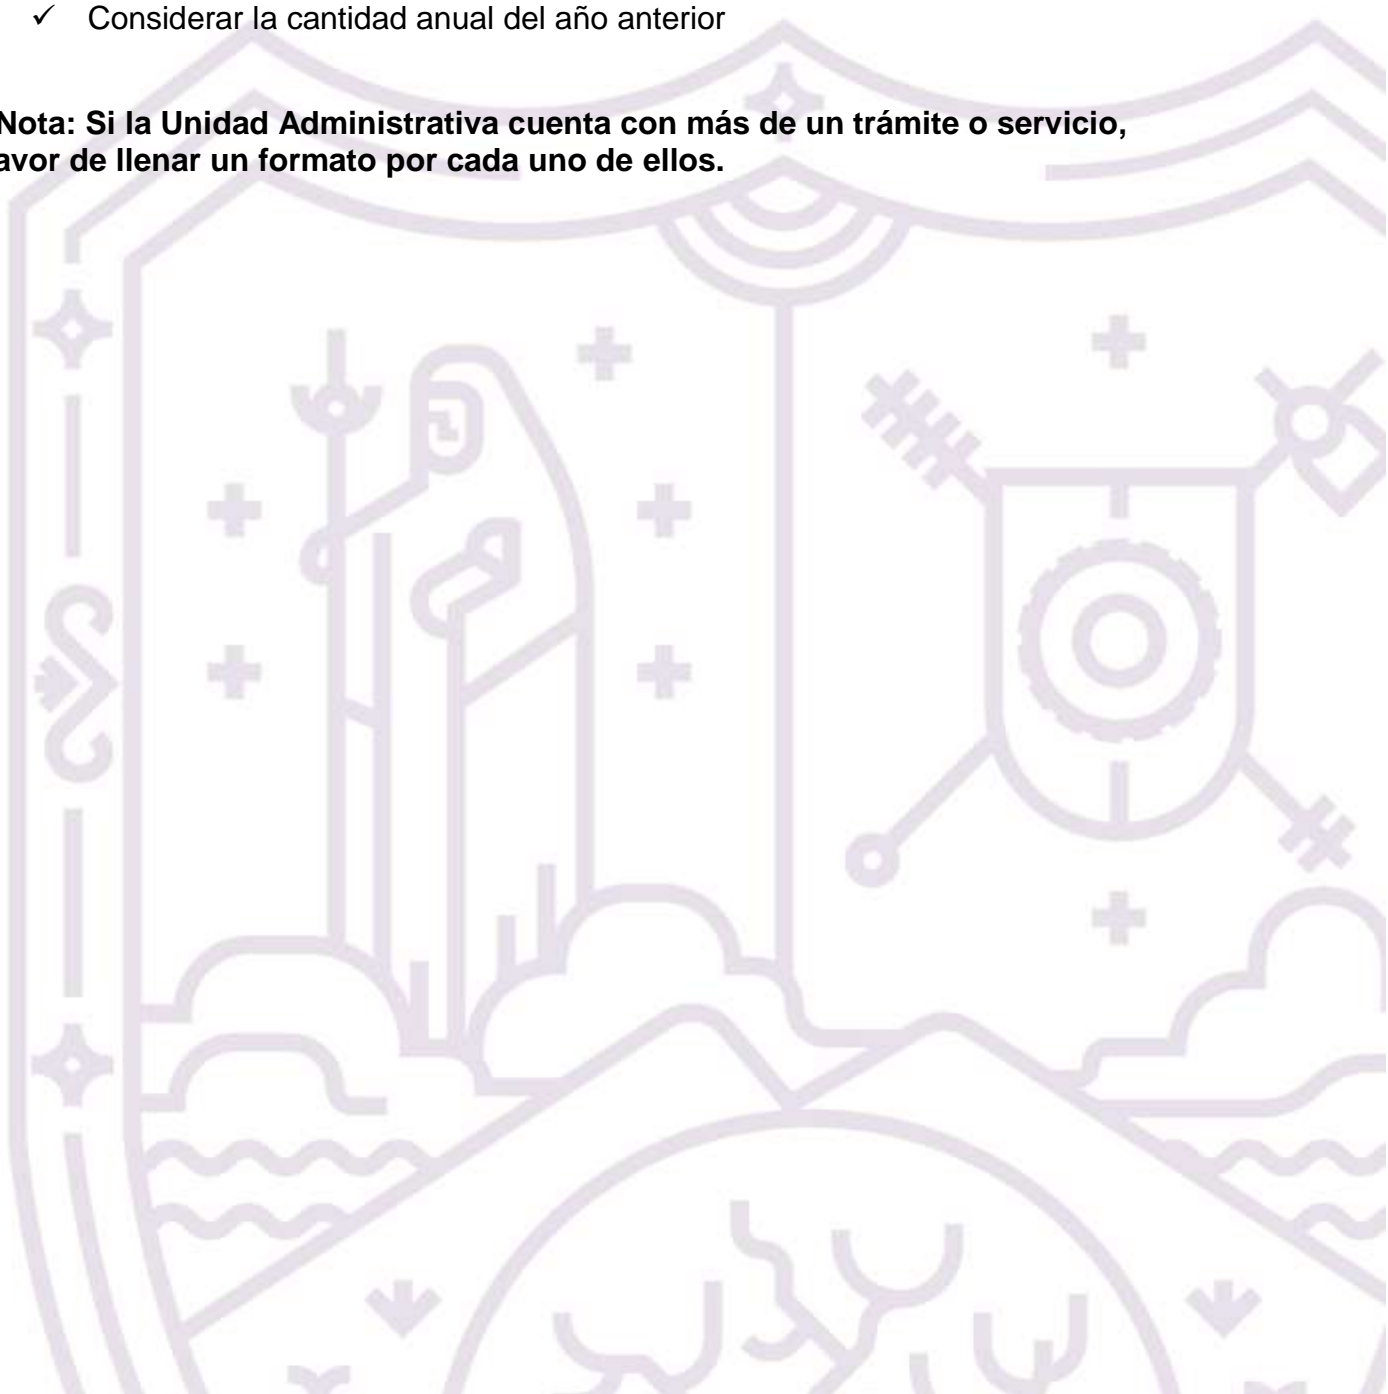 ✓ Considerar la cantidad anual del año anterior
Nota: Si la Unidad Administrativa cuenta con más de un trámite o servicio,
avor de llenar un formato por cada uno de ellos.